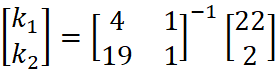 [k₁ k₂] = [4 1 19 1]⁻¹ [22 2]